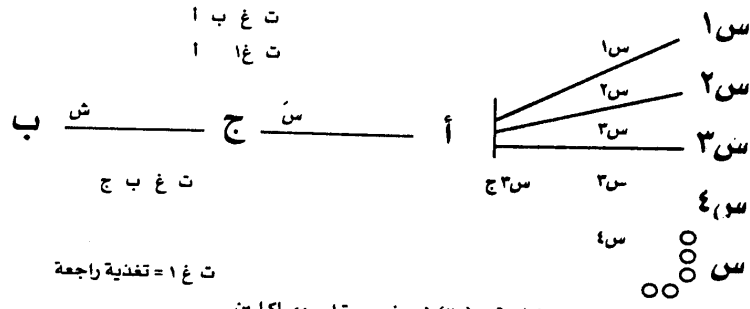 ت غ ب أ
ت غ١ أ
س١ س١
س٢ س٢
س٣ س٣
أ سَ ج ش ب
س٣ ج س٣
ت غ ب ج
س٤
س٤
س
ت غ ١ = تغذية راجعة